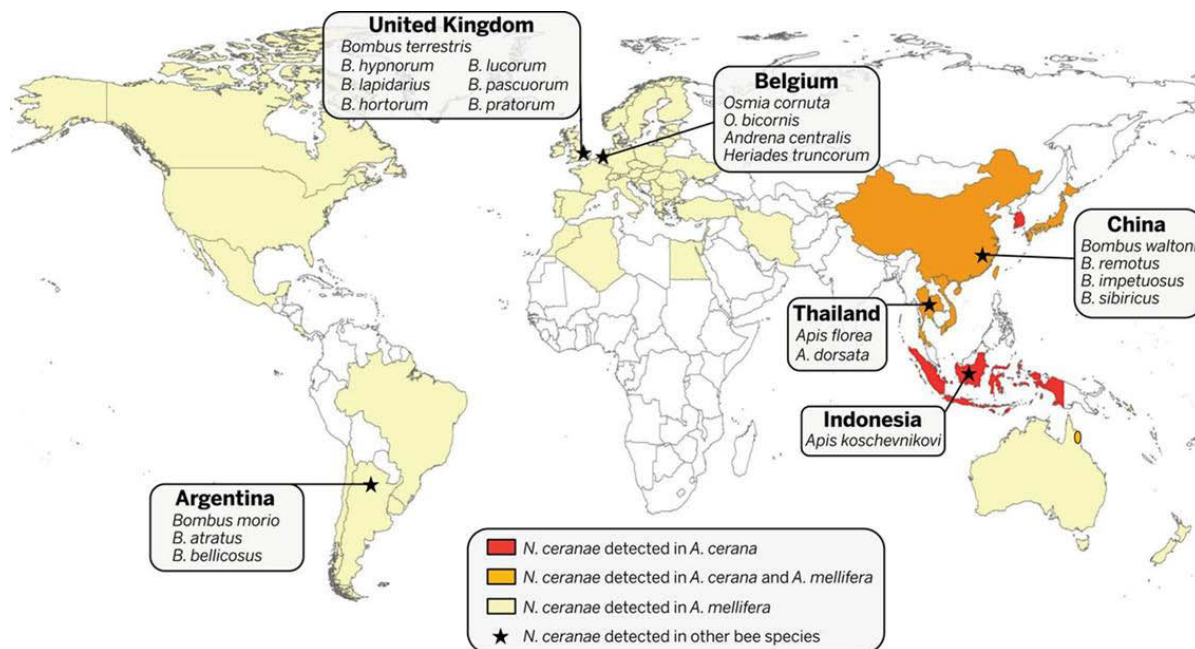 United Kingdom
Bombus terrestris
B. hypnorum B. lucorum
B. lapidarius B. pascuorum
B. hortorum B. pratorum
Belgium
Osmia cornuta
O. bicornis
Andrena centralis
Heriades truncorum
China
Bombus waltoni
B. remotus
B. impetuosus
B. sibiricus
Thailand
Apis florea
A. dorsata
Indonesia
Apis koschevnikovi
Argentina
Bombus morio
B. atratus
B. bellicosus
N. ceranae detected in A. cerana
N. ceranae detected in A. cerana and A. mellifera
N. ceranae detected in A. mellifera
N. ceranae detected in other bee species